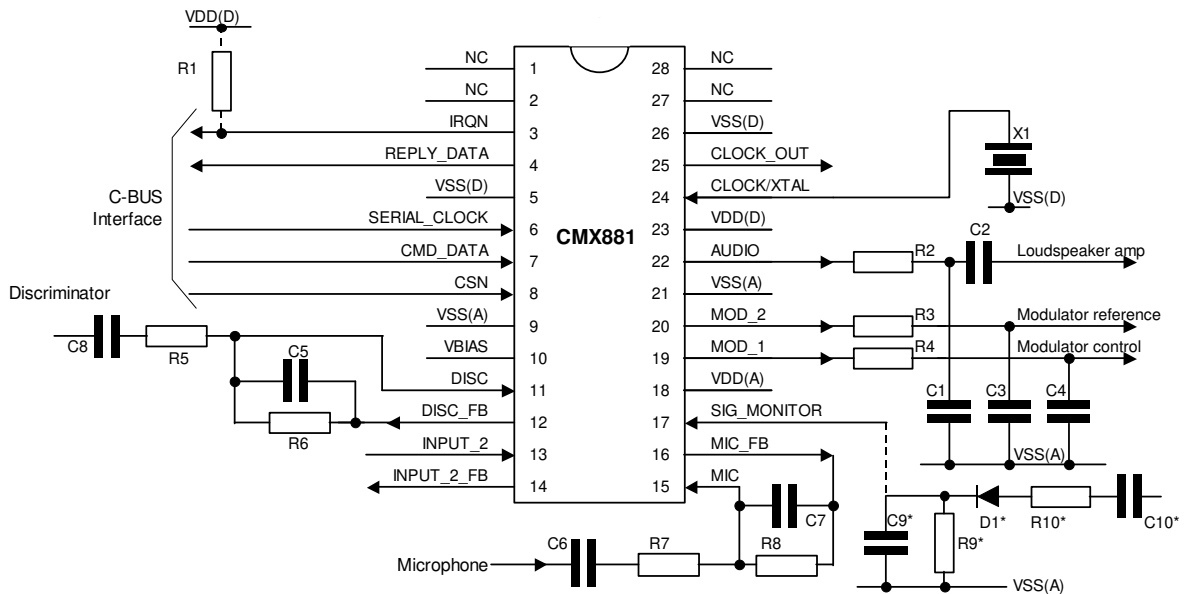 VDD(D)
R1
NC 1 28 NC
NC 2 27 NC
IRQN 3 26 VSS(D)
X1
REPLY_DATA 4 25 CLOCK_OUT
VSS(D) 5 24 CLOCK/XTAL
VSS(D)
C-BUS
Interface
SERIAL_CLOCK 6 23 VDD(D)
CMX881
C2
CMD_DATA 7 22 AUDIO R2 Loudspeaker amp
CSN 8 21 VSS(A)
Discriminator
VSS(A) 9 20 MOD_2 R3 Modulator reference
C8 R5
C5
VBIAS 10 19 MOD_1 R4 Modulator control
DISC 11 18 VDD(A)
C1 C3 C4
DISC_FB 12 17 SIG_MONITOR
R6
INPUT_2 13 16 MIC_FB
VSS(A)
INPUT_2_FB 14 15 MIC
C7
C9* D1* R10* C10*
R9*
C6 R7 R8
Microphone
VSS(A)